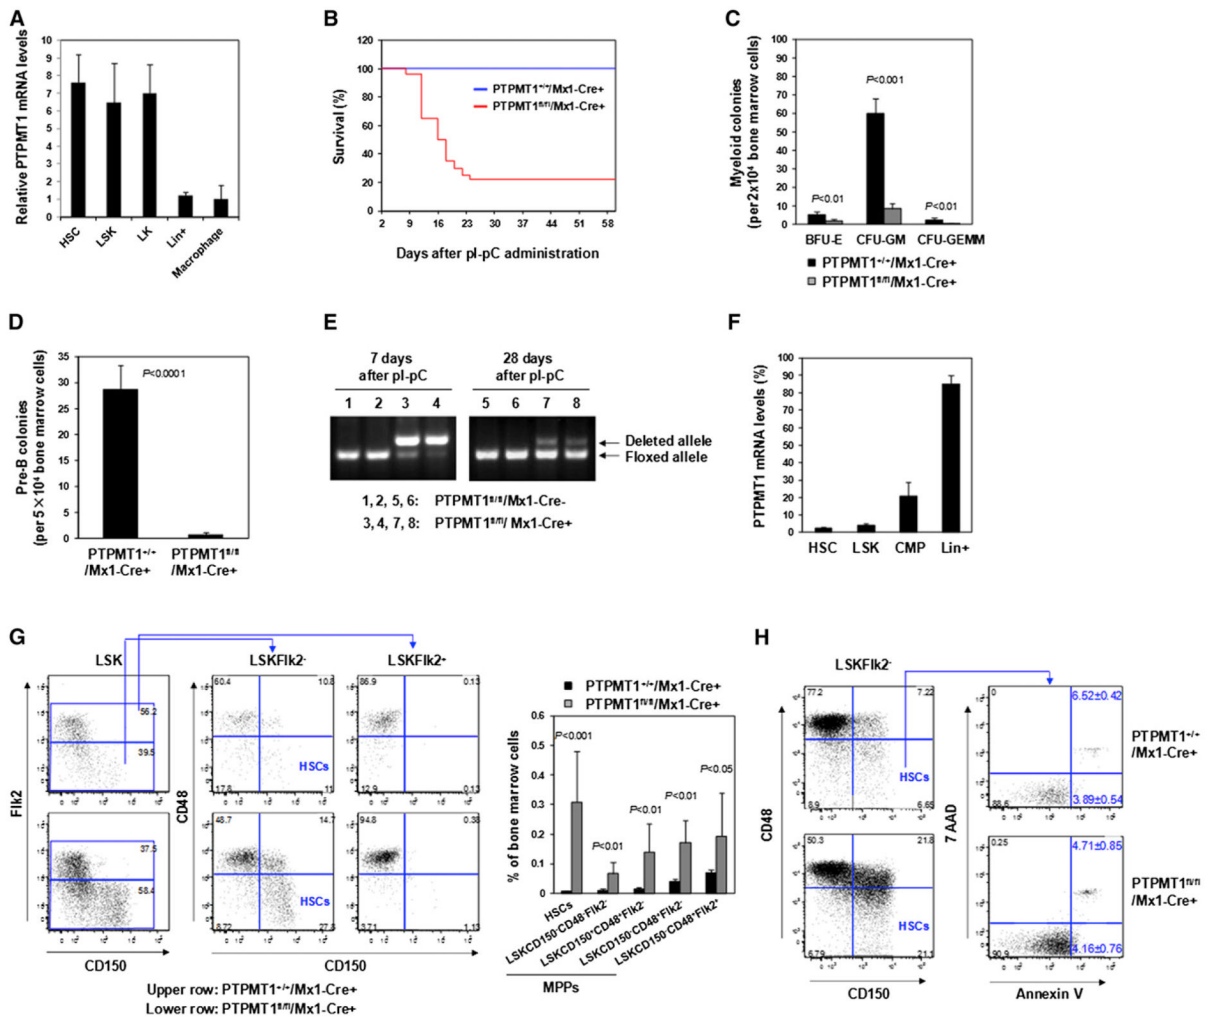 A
Relative PTPMT1 mRNA levels
10
9
8
7
6
5
4
3
2
1
0
HSC
LSK
LK
Lin+
Macrophage
B
Survival (%)
120
100
80
60
40
20
0
2 9 16 23 30 37 44 51 58
Days after pI-pC administration
PTPMT1+/+/Mx1-Cre+
PTPMT1fl/fl/Mx1-Cre+
C
Myeloid colonies
(per 2x10⁴ bone marrow cells)
100
90
80
70
60
50
40
30
20
10
0
P<0.01
P<0.001
P<0.01
BFU-E CFU-GM CFU-GEMM
PTPMT1+/+/Mx1-Cre+
PTPMT1fl/fl/Mx1-Cre+
D
Pre-B colonies
(per 5×10⁴ bone marrow cells)
35
30
25
20
15
10
5
0
P<0.0001
PTPMT1+/+
/Mx1-Cre+
PTPMT1fl/fl
/Mx1-Cre+
E
7 days
after pI-pC
28 days
after pI-pC
1 2 3 4 5 6 7 8
Deleted allele
Floxed allele
1, 2, 5, 6: PTPMT1fl/fl/Mx1-Cre-
3, 4, 7, 8: PTPMT1fl/fl/ Mx1-Cre+
F
PTPMT1 mRNA levels (%)
100
90
80
70
60
50
40
30
20
10
0
HSC LSK CMP Lin+
G
LSK LSKFlk2- LSKFlk2+
Flk2
CD48
56.2
39.5
60.4 10.8
HSCs
17.8 11
86.9 0.13
12.9 0.13
37.5
58.4
48.7 14.7
HSCs
8.72 27.8
94.8 0.38
3.71 1.13
CD150 CD150
Upper row: PTPMT1+/+/Mx1-Cre+
Lower row: PTPMT1fl/fl/Mx1-Cre+
PTPMT1+/+/Mx1-Cre+
PTPMT1fl/fl/Mx1-Cre+
% of bone marrow cells
0.6
0.5
0.4
0.3
0.2
0.1
0
P<0.001
P<0.01
P<0.01
P<0.01
P<0.05
HSCs
LSKCD150-CD48-Flk2-
LSKCD150+CD48+Flk2-
LSKCD150-CD48+Flk2-
LSKCD150-CD48+Flk2+
MPPs
H
LSKFlk2-
CD48
7 AAD
77.2 7.22
HSCs
8.9 6.65
0 6.52±0.42
88.6 3.89±0.54
PTPMT1+/+
/Mx1-Cre+
50.3 21.8
HSCs
6.79 21.1
0.25 4.71±0.85
90.9 4.16±0.76
PTPMT1fl/fl
/Mx1-Cre+
CD150
Annexin V